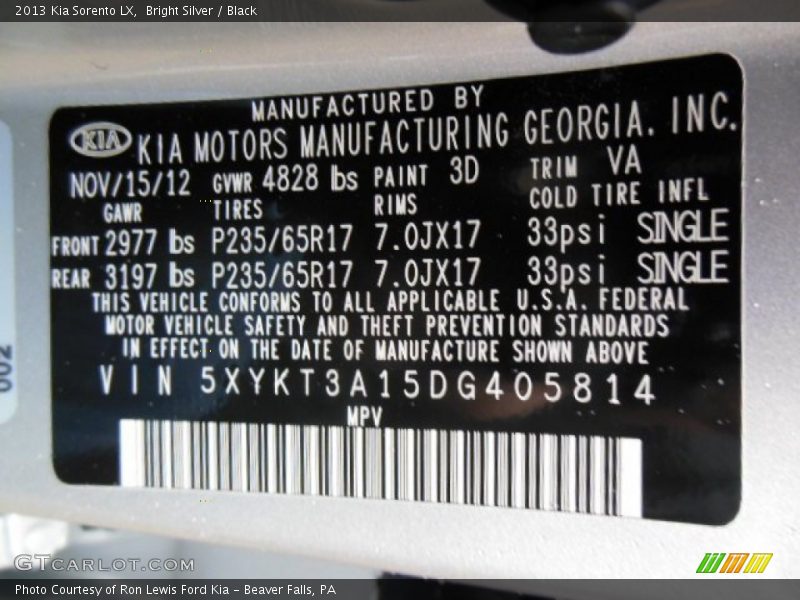 2013 Kia Sorento LX,  Bright Silver / Black
MANUFACTURED BY
KIA KIA MOTORS MANUFACTURING GEORGIA, INC.
NOV/15/12 GVWR 4828 lbs PAINT 3D TRIM VA
GAWR TIRES RIMS COLD TIRE INFL
FRONT 2977 lbs P235/65R17 7.0JX17 33psi SINGLE
REAR 3197 lbs P235/65R17 7.0JX17 33psi SINGLE
THIS VEHICLE CONFORMS TO ALL APPLICABLE U.S.A. FEDERAL
MOTOR VEHICLE SAFETY AND THEFT PREVENTION STANDARDS
IN EFFECT ON THE DATE OF MANUFACTURE SHOWN ABOVE
VIN 5XYKT3A15DG405814
MPV
002
GTCARLOT.COM
Photo Courtesy of Ron Lewis Ford Kia - Beaver Falls, PA